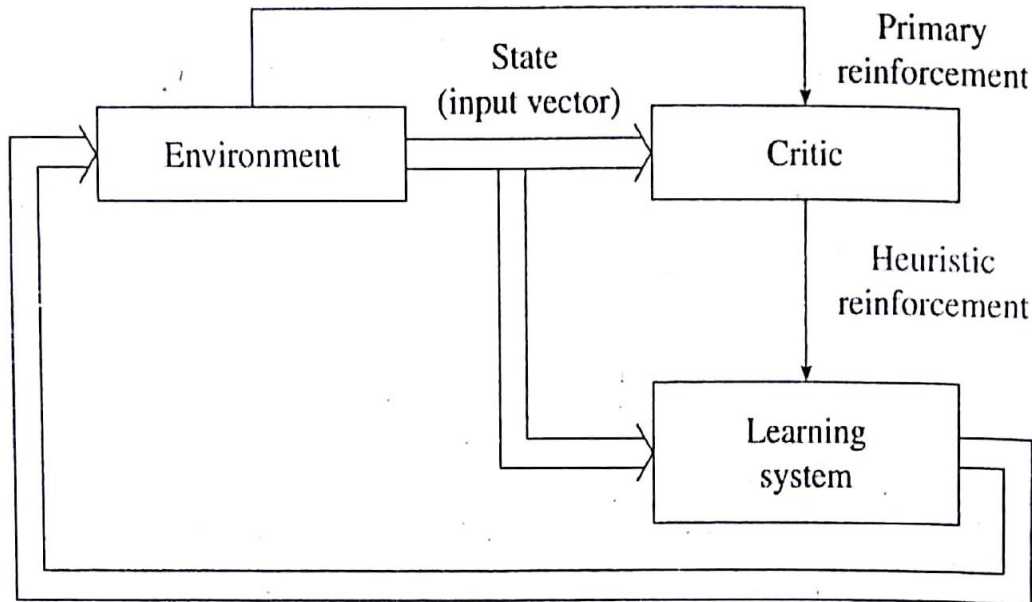 Primary
reinforcement
State
(input vector)
Environment
Critic
Heuristic
reinforcement
Learning
system